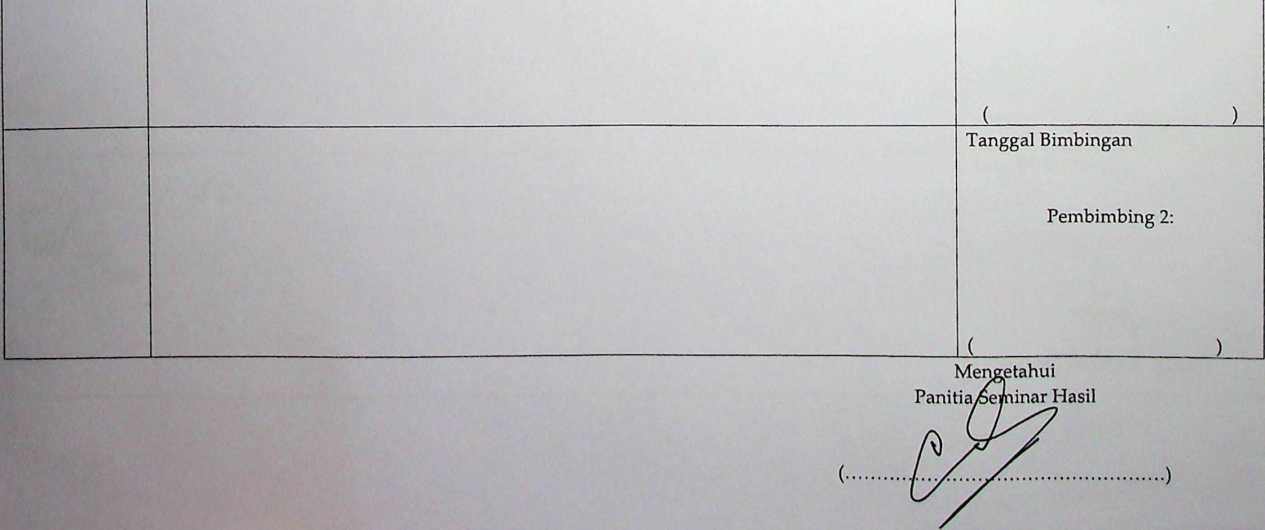 ( )
Tanggal Bimbingan
Pembimbing 2:
( )
Mengetahui
Panitia Seminar Hasil
(....................................................)